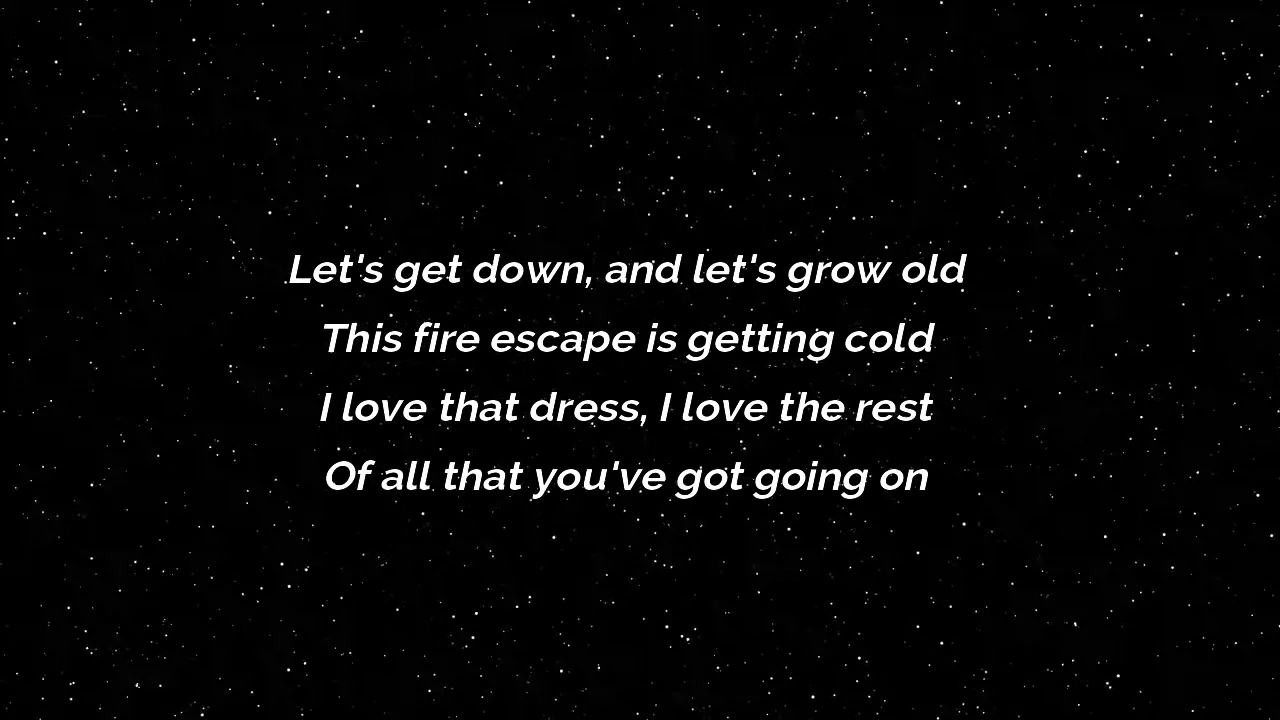 Let's get down, and let's grow old
This fire escape is getting cold
I love that dress, I love the rest
Of all that you've got going on